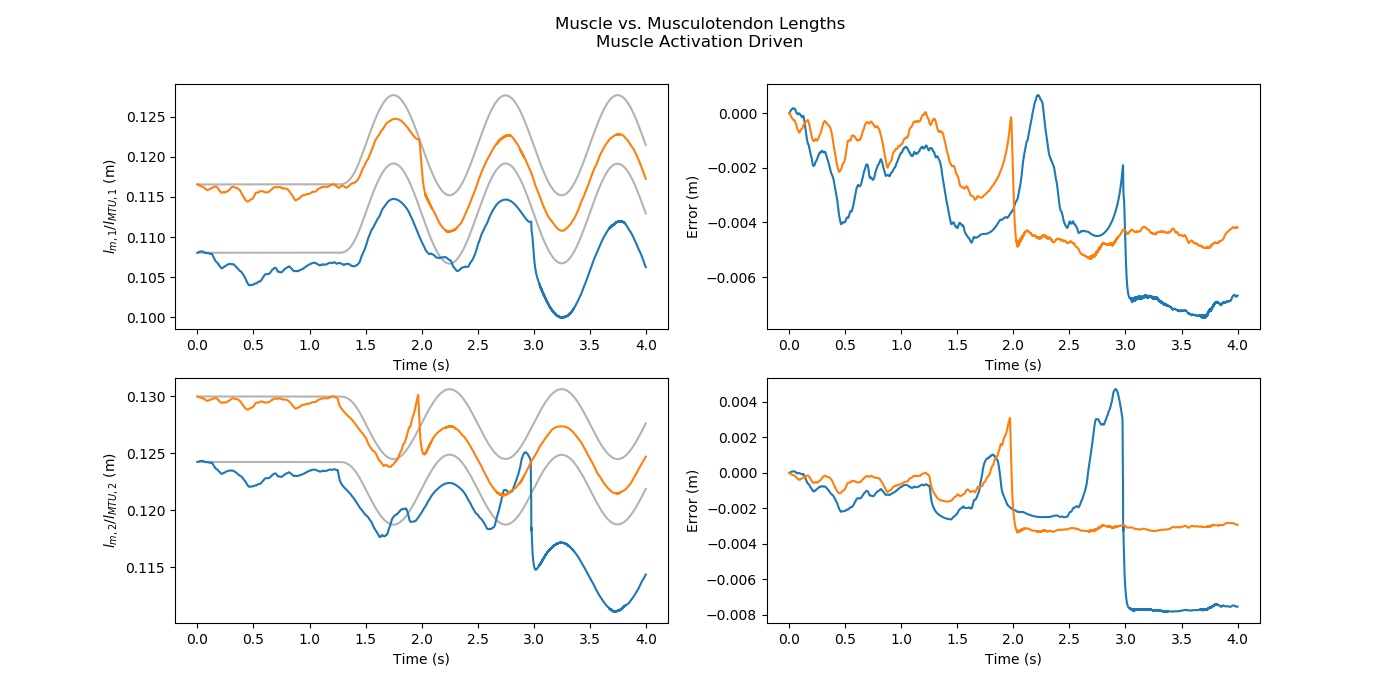 Muscle vs. Musculotendon Lengths
Muscle Activation Driven
0.125
0.120
0.115
0.110
0.105
0.100
l_{m,1}/l_{MTU,1} (m)
0.0 0.5 1.0 1.5 2.0 2.5 3.0 3.5 4.0
Time (s)
0.000
−0.002
−0.004
−0.006
Error (m)
0.0 0.5 1.0 1.5 2.0 2.5 3.0 3.5 4.0
Time (s)
0.130
0.125
0.120
0.115
l_{m,2}/l_{MTU,2} (m)
0.0 0.5 1.0 1.5 2.0 2.5 3.0 3.5 4.0
Time (s)
0.004
0.002
0.000
−0.002
−0.004
−0.006
−0.008
Error (m)
0.0 0.5 1.0 1.5 2.0 2.5 3.0 3.5 4.0
Time (s)